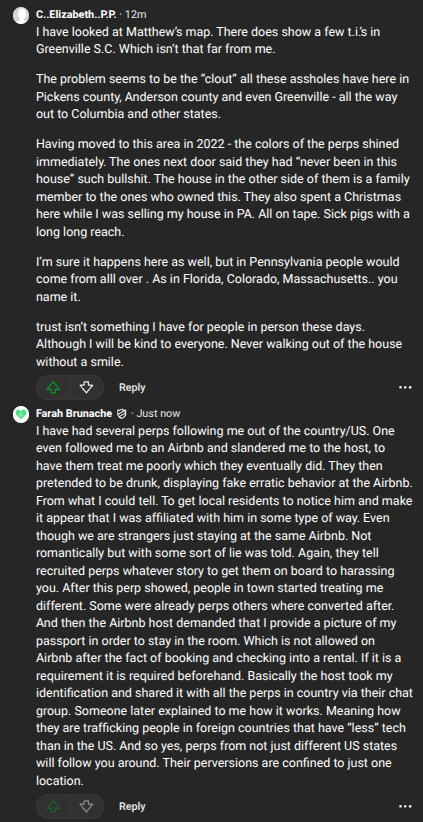 C..Elizabeth..P.P. · 12m
I have looked at Matthew's map. There does show a few t.i.'s in
Greenville S.C. Which isn't that far from me.
The problem seems to be the “clout” all these assholes have here in
Pickens county, Anderson county and even Greenville - all the way
out to Columbia and other states.
Having moved to this area in 2022 - the colors of the perps shined
immediately. The ones next door said they had “never been in this
house” such bullshit. The house in the other side of them is a family
member to the ones who owned this. They also spent a Christmas
here while I was selling my house in PA. All on tape. Sick pigs with a
long long reach.
I'm sure it happens here as well, but in Pennsylvania people would
come from alll over . As in Florida, Colorado, Massachusetts.. you
name it.
trust isn't something I have for people in person these days.
Although I will be kind to everyone. Never walking out of the house
without a smile.
Reply
Farah Brunache · Just now
I have had several perps following me out of the country/US. One
even followed me to an Airbnb and slandered me to the host, to
have them treat me poorly which they eventually did. They then
pretended to be drunk, displaying fake erratic behavior at the Airbnb.
From what I could tell. To get local residents to notice him and make
it appear that I was affiliated with him in some type of way. Even
though we are strangers just staying at the same Airbnb. Not
romantically but with some sort of lie was told. Again, they tell
recruited perps whatever story to get them on board to harassing
you. After this perp showed, people in town started treating me
different. Some were already perps others where converted after.
And then the Airbnb host demanded that I provide a picture of my
passport in order to stay in the room. Which is not allowed on
Airbnb after the fact of booking and checking into a rental. If it is a
requirement it is required beforehand. Basically the host took my
identification and shared it with all the perps in country via their chat
group. Someone later explained to me how it works. Meaning how
they are trafficking people in foreign countries that have “less” tech
than in the US. And so yes, perps from not just different US states
will follow you around. Their perversions are confined to just one
location.
Reply